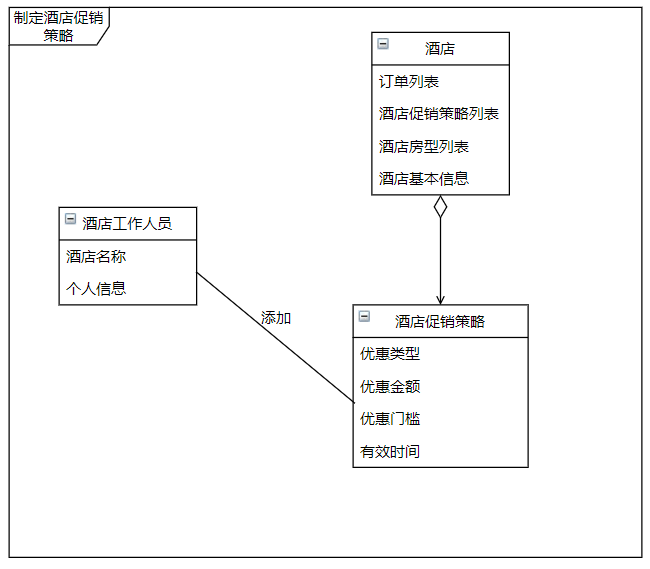 制定酒店促销
策略
酒店
订单列表
酒店促销策略列表
酒店房型列表
酒店基本信息
酒店工作人员
酒店名称
个人信息
添加
酒店促销策略
优惠类型
优惠金额
优惠门槛
有效时间